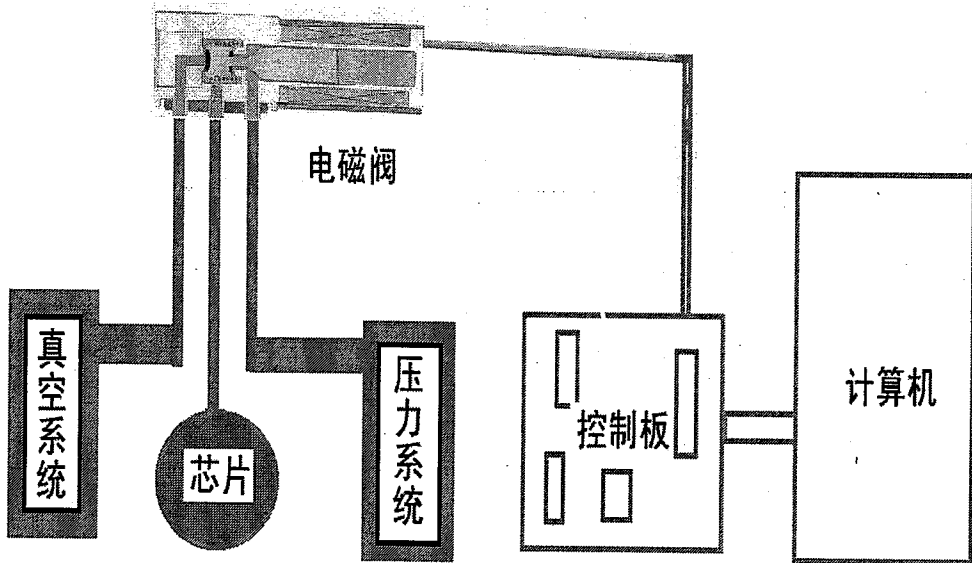 电磁阀
真空系统
芯片
压力系统
控制板
计算机